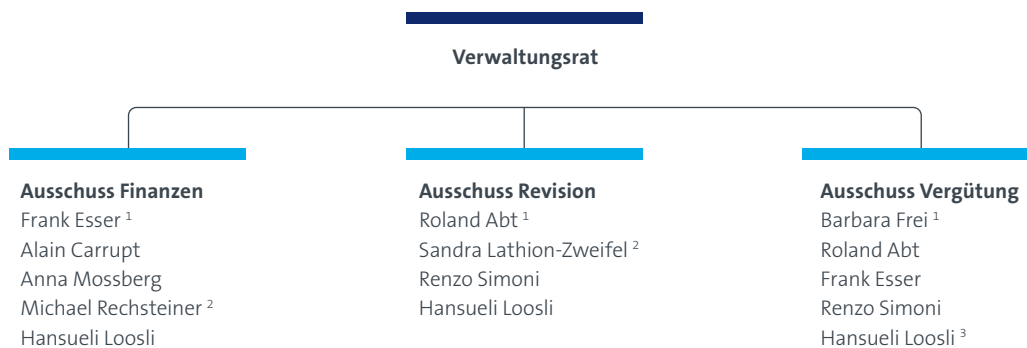 Verwaltungsrat
Ausschuss Finanzen
Frank Esser ¹
Alain Carrupt
Anna Mossberg
Michael Rechsteiner ²
Hansueli Loosli
Ausschuss Revision
Roland Abt ¹
Sandra Lathion-Zweifel ²
Renzo Simoni
Hansueli Loosli
Ausschuss Vergütung
Barbara Frei ¹
Roland Abt
Frank Esser
Renzo Simoni
Hansueli Loosli ³